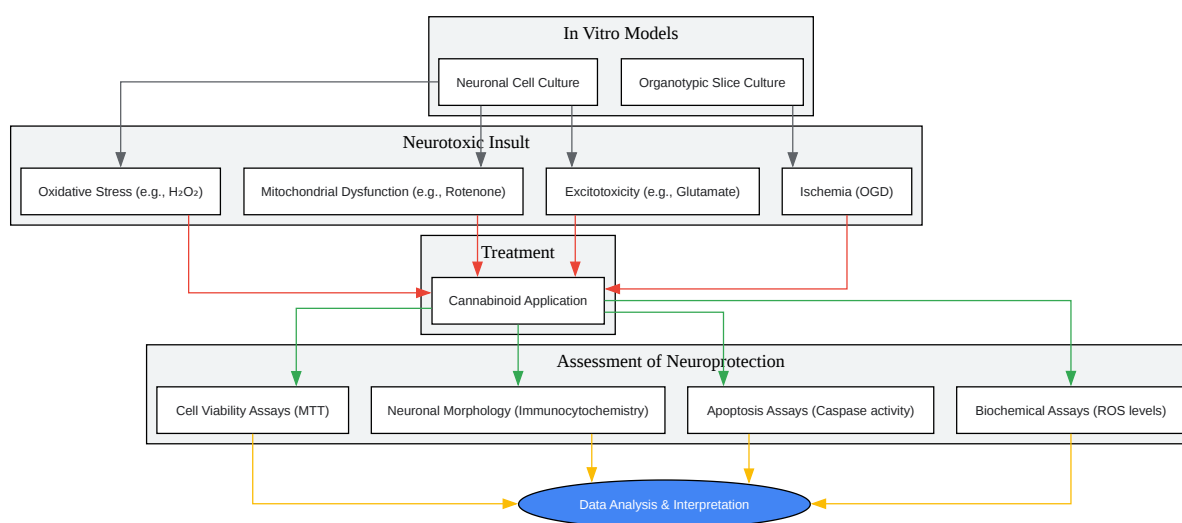 In Vitro Models
Neuronal Cell Culture
Organotypic Slice Culture
Neurotoxic Insult
Oxidative Stress (e.g., H₂O₂)
Mitochondrial Dysfunction (e.g., Rotenone)
Excitotoxicity (e.g., Glutamate)
Ischemia (OGD)
Treatment
Cannabinoid Application
Assessment of Neuroprotection
Cell Viability Assays (MTT)
Neuronal Morphology (Immunocytochemistry)
Apoptosis Assays (Caspase activity)
Biochemical Assays (ROS levels)
Data Analysis & Interpretation